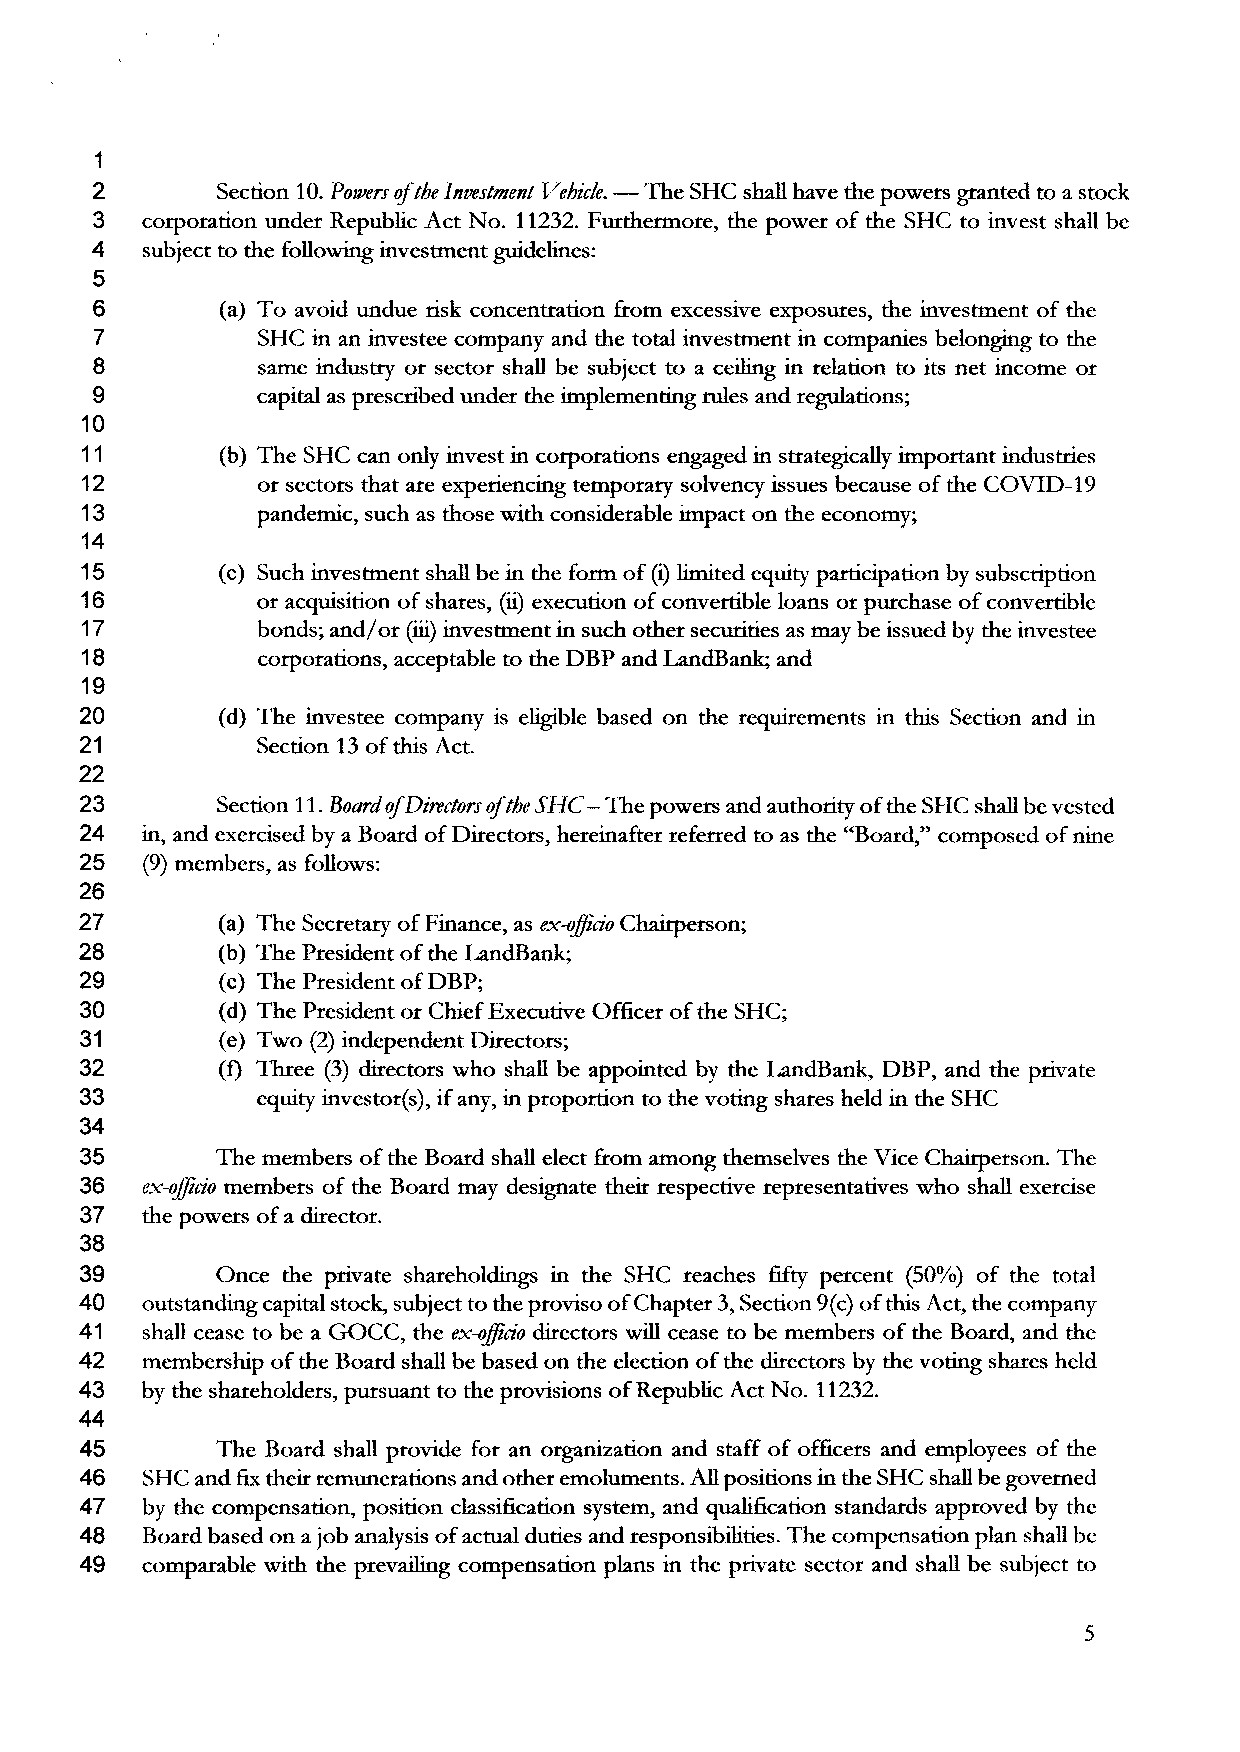 1
2 Section 10. Powers of the Investment Vehicle. — The SHC shall have the powers granted to a stock
3 corporation under Republic Act No. 11232. Furthermore, the power of the SHC to invest shall be
4 subject to the following investment guidelines:
5
6 (a) To avoid undue risk concentration from excessive exposures, the investment of the
7 SHC in an investee company and the total investment in companies belonging to the
8 same industry or sector shall be subject to a ceiling in relation to its net income or
9 capital as prescribed under the implementing rules and regulations;
10
11 (b) The SHC can only invest in corporations engaged in strategically important industries
12 or sectors that are experiencing temporary solvency issues because of the COVID-19
13 pandemic, such as those with considerable impact on the economy;
14
15 (c) Such investment shall be in the form of (i) limited equity participation by subscription
16 or acquisition of shares, (ii) execution of convertible loans or purchase of convertible
17 bonds; and/or (iii) investment in such other securities as may be issued by the investee
18 corporations, acceptable to the DBP and LandBank; and
19
20 (d) The investee company is eligible based on the requirements in this Section and in
21 Section 13 of this Act.
22
23 Section 11. Board of Directors of the SHC – The powers and authority of the SHC shall be vested
24 in, and exercised by a Board of Directors, hereinafter referred to as the “Board,” composed of nine
25 (9) members, as follows:
26
27 (a) The Secretary of Finance, as ex-officio Chairperson;
28 (b) The President of the LandBank;
29 (c) The President of DBP;
30 (d) The President or Chief Executive Officer of the SHC;
31 (e) Two (2) independent Directors;
32 (f) Three (3) directors who shall be appointed by the LandBank, DBP, and the private
33 equity investor(s), if any, in proportion to the voting shares held in the SHC
34
35 The members of the Board shall elect from among themselves the Vice Chairperson. The
36 ex-officio members of the Board may designate their respective representatives who shall exercise
37 the powers of a director.
38
39 Once the private shareholdings in the SHC reaches fifty percent (50%) of the total
40 outstanding capital stock, subject to the proviso of Chapter 3, Section 9(c) of this Act, the company
41 shall cease to be a GOCC, the ex-officio directors will cease to be members of the Board, and the
42 membership of the Board shall be based on the election of the directors by the voting shares held
43 by the shareholders, pursuant to the provisions of Republic Act No. 11232.
44
45 The Board shall provide for an organization and staff of officers and employees of the
46 SHC and fix their remunerations and other emoluments. All positions in the SHC shall be governed
47 by the compensation, position classification system, and qualification standards approved by the
48 Board based on a job analysis of actual duties and responsibilities. The compensation plan shall be
49 comparable with the prevailing compensation plans in the private sector and shall be subject to
5